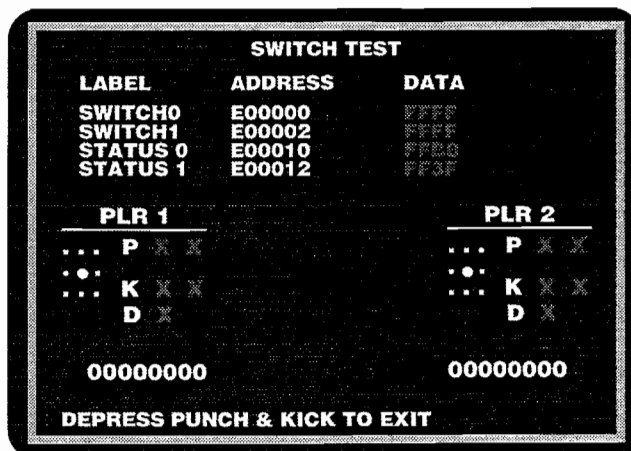 SWITCH TEST
LABEL ADDRESS DATA
SWITCH0 E00000 FFFF
SWITCH1 E00002 FFFF
STATUS 0 E00010
STATUS 1 E00012 FF3F
PLR 1 PLR 2
P X X P X X
K X X K X X
D X D X
00000000 00000000
DEPRESS PUNCH & KICK TO EXIT